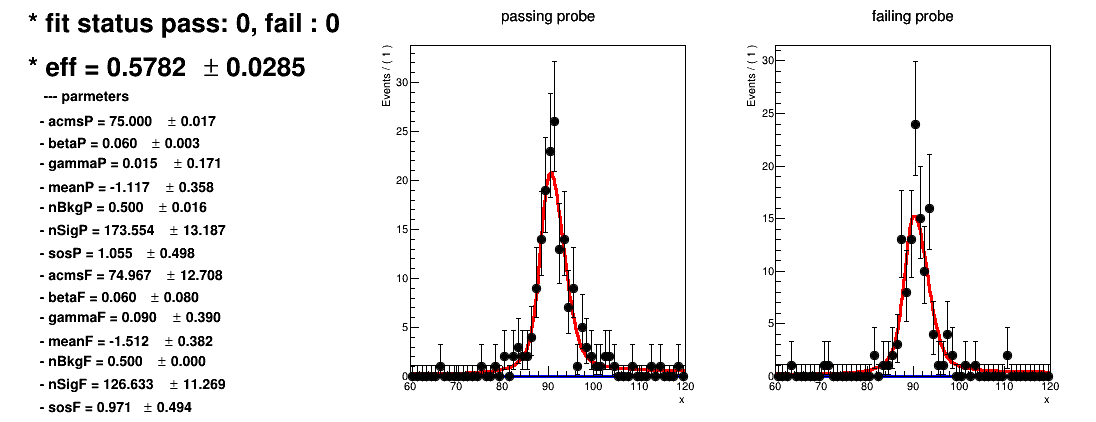 * fit status pass: 0, fail : 0
* eff = 0.5782 ± 0.0285
--- parmeters
- acmsP = 75.000 ± 0.017
- betaP = 0.060 ± 0.003
- gammaP = 0.015 ± 0.171
- meanP = -1.117 ± 0.358
- nBkgP = 0.500 ± 0.016
- nSigP = 173.554 ± 13.187
- sosP = 1.055 ± 0.498
- acmsF = 74.967 ± 12.708
- betaF = 0.060 ± 0.080
- gammaF = 0.090 ± 0.390
- meanF = -1.512 ± 0.382
- nBkgF = 0.500 ± 0.000
- nSigF = 126.633 ± 11.269
- sosF = 0.971 ± 0.494
passing probe
Events / ( 1 )
30
25
20
15
10
5
0
60 70 80 90 100 110 120
x
failing probe
Events / ( 1 )
30
25
20
15
10
5
0
60 70 80 90 100 110 120
x